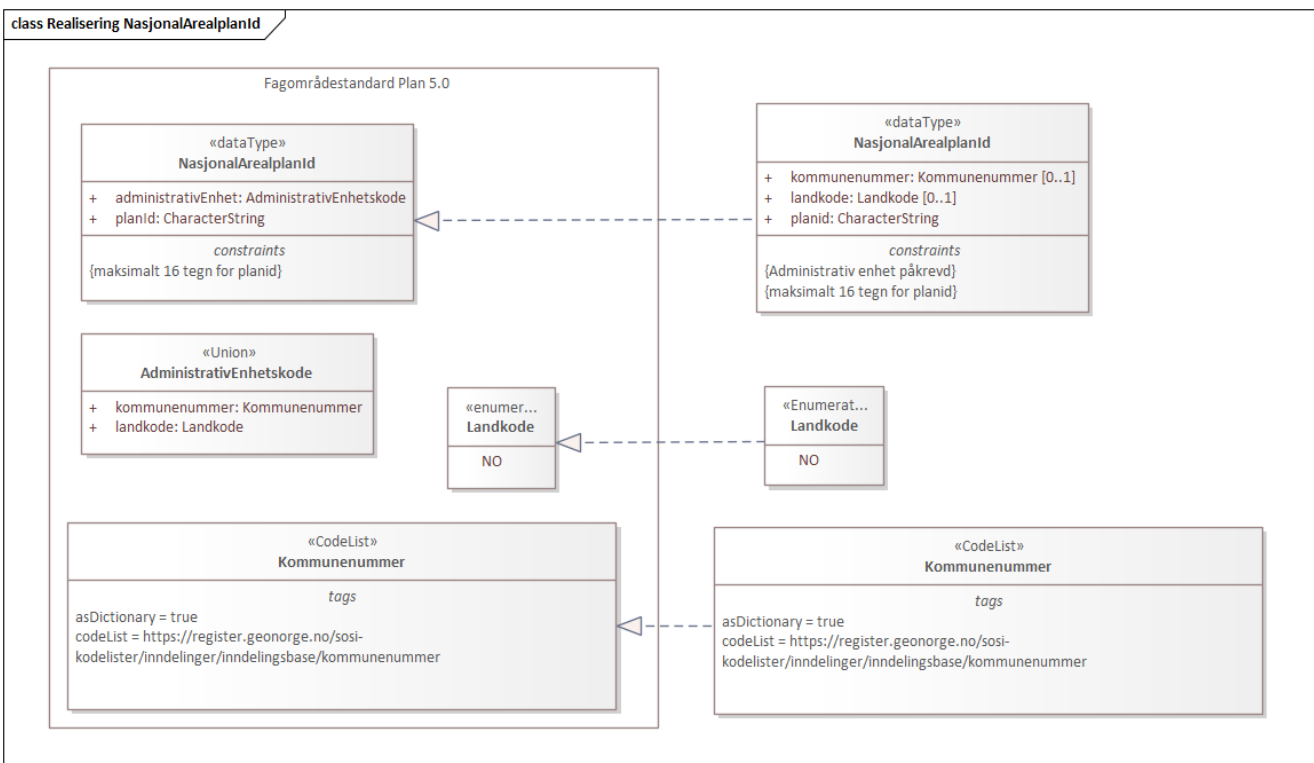 class Realisering NasjonalArealplanId
Fagområdestandard Plan 5.0
«dataType»
NasjonalArealplanId
+ administrativEnhet: AdministrativEnhetskode
+ planId: CharacterString
constraints
{maksimalt 16 tegn for planid}
«dataType»
NasjonalArealplanId
+ kommunenummer: Kommunenummer [0..1]
+ landkode: Landkode [0..1]
+ planid: CharacterString
constraints
{Administrativ enhet påkrevd}
{maksimalt 16 tegn for planid}
«Union»
AdministrativEnhetskode
+ kommunenummer: Kommunenummer
+ landkode: Landkode
«enumer...
Landkode
NO
«Enumerat...
Landkode
NO
«CodeList»
Kommunenummer
tags
asDictionary = true
codeList = https://register.geonorge.no/sosi-
kodelister/inndelinger/inndelingsbase/kommunenummer
«CodeList»
Kommunenummer
tags
asDictionary = true
codeList = https://register.geonorge.no/sosi-
kodelister/inndelinger/inndelingsbase/kommunenummer